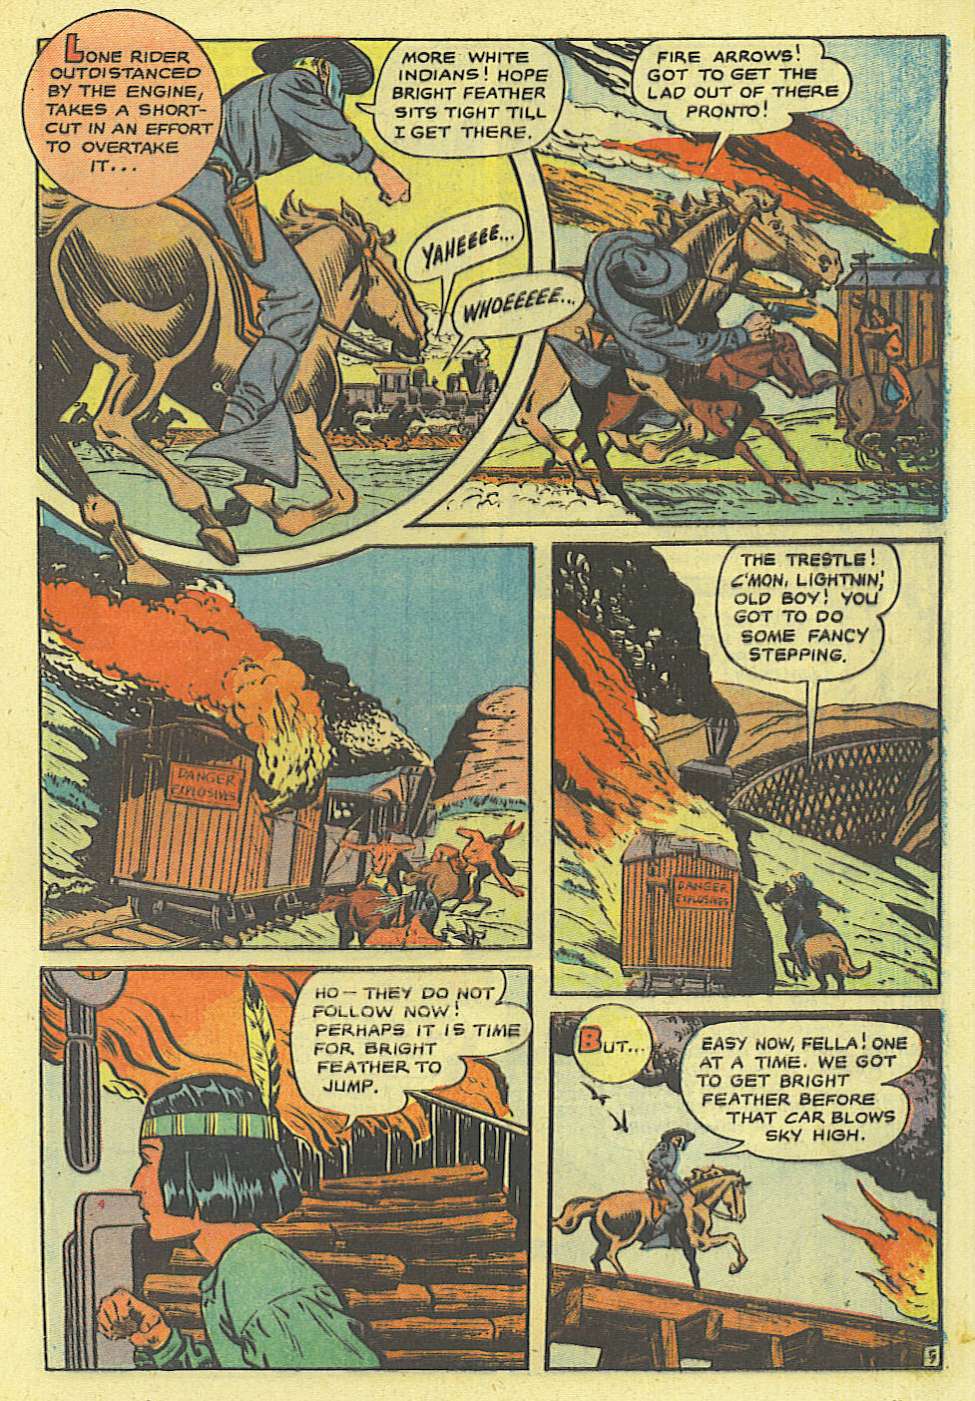 LONE RIDER
OUTDISTANCED
BY THE ENGINE,
TAKES A SHORT-
CUT IN AN EFFORT
TO OVERTAKE
IT...
MORE WHITE
INDIANS! HOPE
BRIGHT FEATHER
SITS TIGHT TILL
I GET THERE.
YAHEEEE...
WHOEEEEE...
FIRE ARROWS!
GOT TO GET THE
LAD OUT OF THERE
PRONTO!
DANGER
EXPLOSIVES
THE TRESTLE!
C'MON, LIGHTNIN',
OLD BOY! YOU
GOT TO DO
SOME FANCY
STEPPING.
DANGER
EXPLOSIVES
HO — THEY DO NOT
FOLLOW NOW!
PERHAPS IT IS TIME
FOR BRIGHT
FEATHER TO
JUMP.
BUT...
EASY NOW, FELLA! ONE
AT A TIME. WE GOT
TO GET BRIGHT
FEATHER BEFORE
THAT CAR BLOWS
SKY HIGH.
5